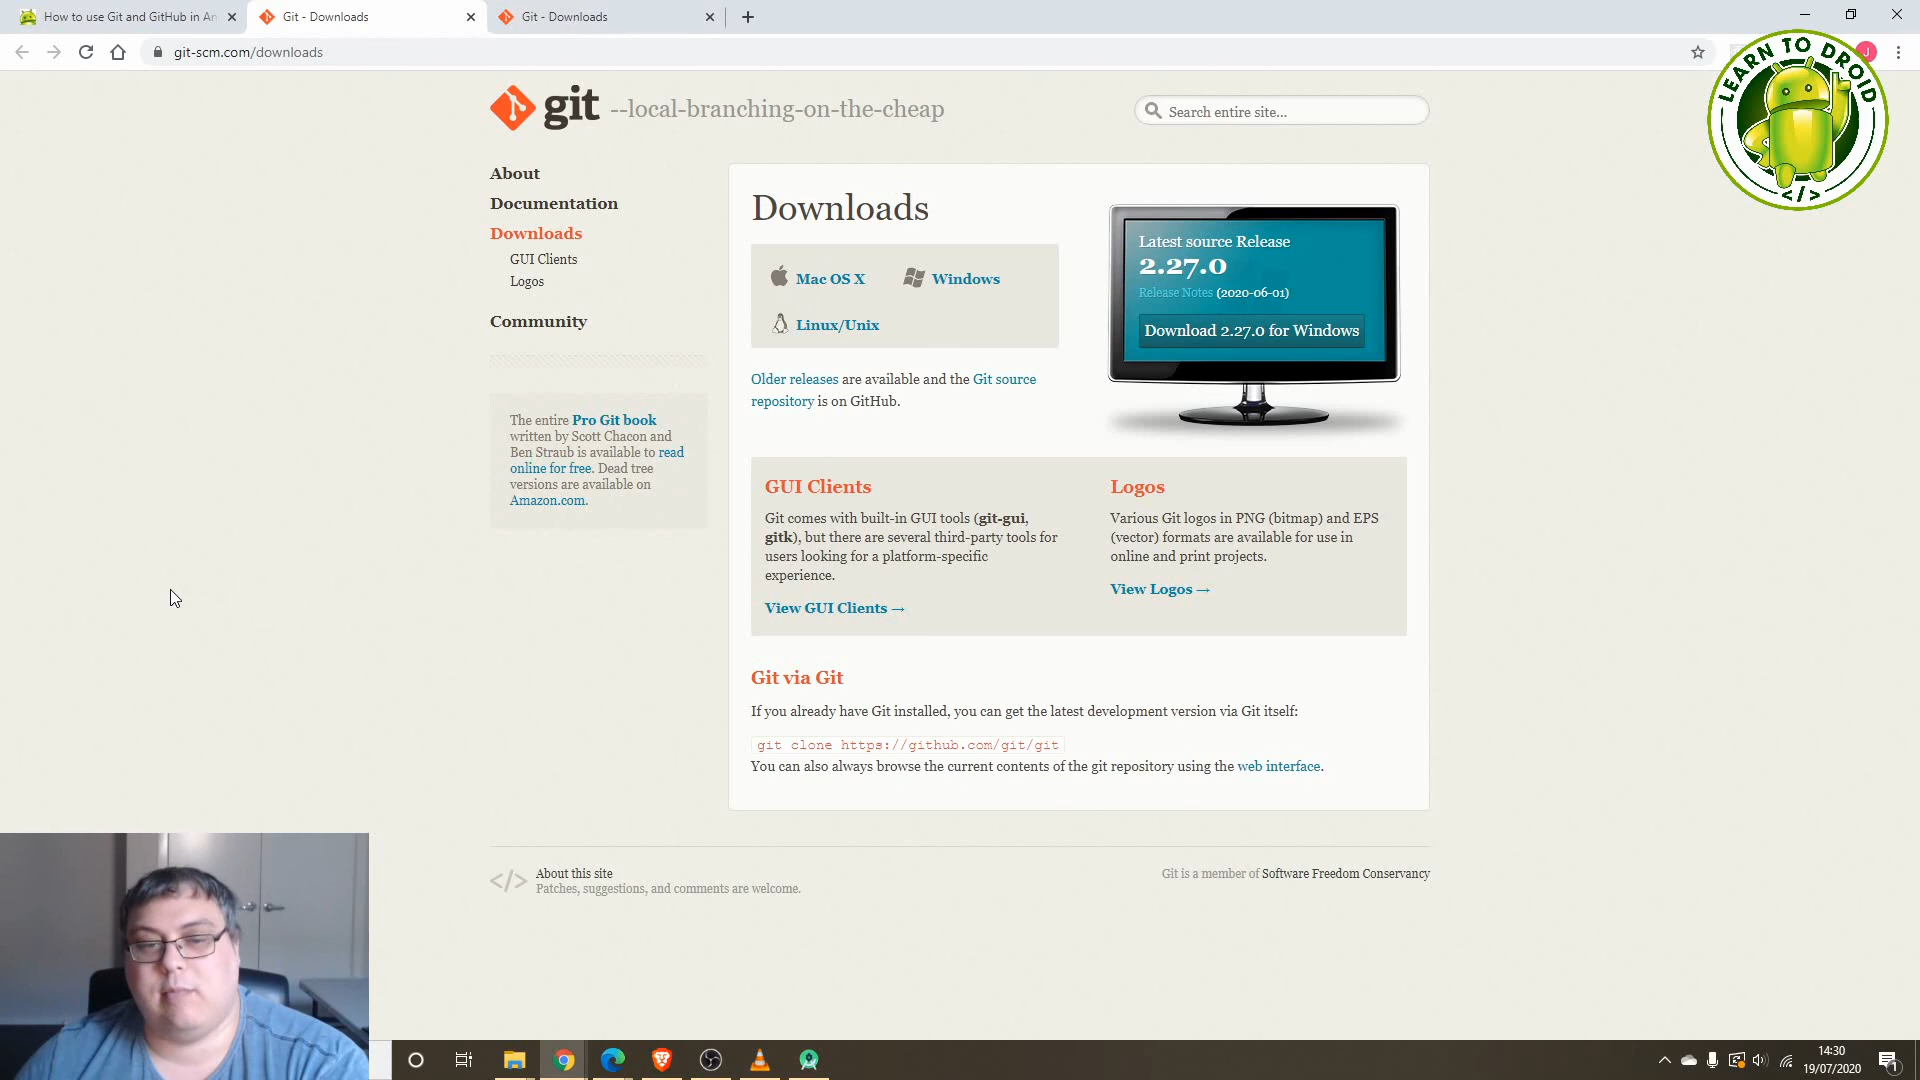 How to use Git and GitHub in An
Git - Downloads
Git - Downloads
git-scm.com/downloads
J
LEARN TO DROID
</>
git --local-branching-on-the-cheap
Search entire site...
About
Documentation
Downloads
GUI Clients
Logos
Community
The entire Pro Git book
written by Scott Chacon and
Ben Straub is available to read
online for free. Dead tree
versions are available on
Amazon.com.
Downloads
Mac OS X
Windows
Linux/Unix
Older releases are available and the Git source
repository is on GitHub.
Latest source Release
2.27.0
Release Notes (2020-06-01)
Download 2.27.0 for Windows
GUI Clients
Git comes with built-in GUI tools (git-gui,
gitk), but there are several third-party tools for
users looking for a platform-specific
experience.
View GUI Clients →
Logos
Various Git logos in PNG (bitmap) and EPS
(vector) formats are available for use in
online and print projects.
View Logos →
Git via Git
If you already have Git installed, you can get the latest development version via Git itself:
git clone https://github.com/git/git
You can also always browse the current contents of the git repository using the web interface.
</>
About this site
Patches, suggestions, and comments are welcome.
Git is a member of Software Freedom Conservancy
14:30
19/07/2020
1